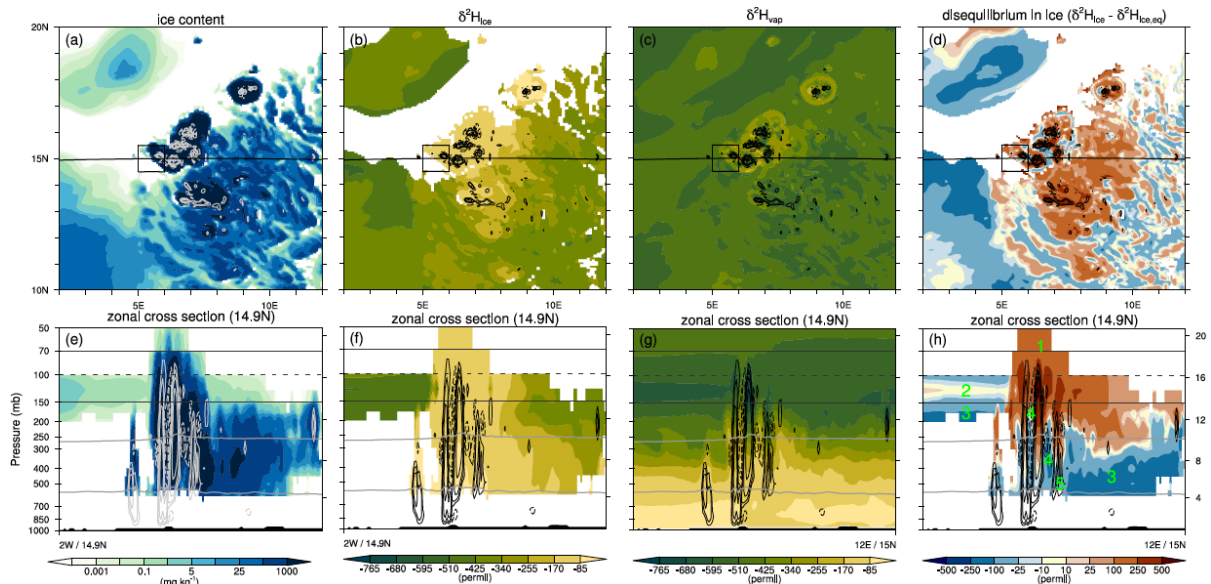 ice content
δ²H_Ice
δ²H_vap
disequilibrium in ice (δ²H_Ice - δ²H_Ice,eq)
20N
15N
10N
(a)
(b)
(c)
(d)
5E 10E
5E 10E
5E 10E
5E 10E
zonal cross section (14.9N)
zonal cross section (14.9N)
zonal cross section (14.9N)
zonal cross section (14.9N)
Pressure (mb)
50
70
100
150
200
250
300
400
500
700
850
1000
(e)
(f)
(g)
(h)
1
2
3
4
4
3
5
20
16
12
8
4
2W / 14.9N
2W / 14.9N
12E / 15N
12E / 15N
0.001 0.1 5 25 1000
(mg kg⁻¹)
-765 -595 -510 -425 -340 -255 -170 -85
(permil)
-765 -595 -510 -425 -340 -255 -170 -85
(permil)
-500 -250 -100 -25 -10 10 25 100 250 500
(permil)